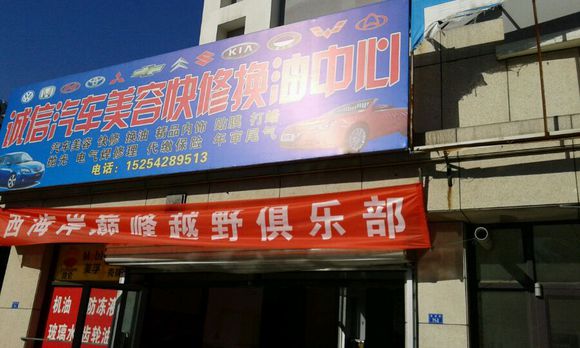 KIA
诚信汽车美容快修换油中心
汽车美容 快修 换油 精品内饰 贴膜 打蜡
抛光 电气焊修理 代缴保险 年审尾气
电话：15254289513
西海岸巅峰越野俱乐部
机油 防冻液
玻璃水 齿轮油